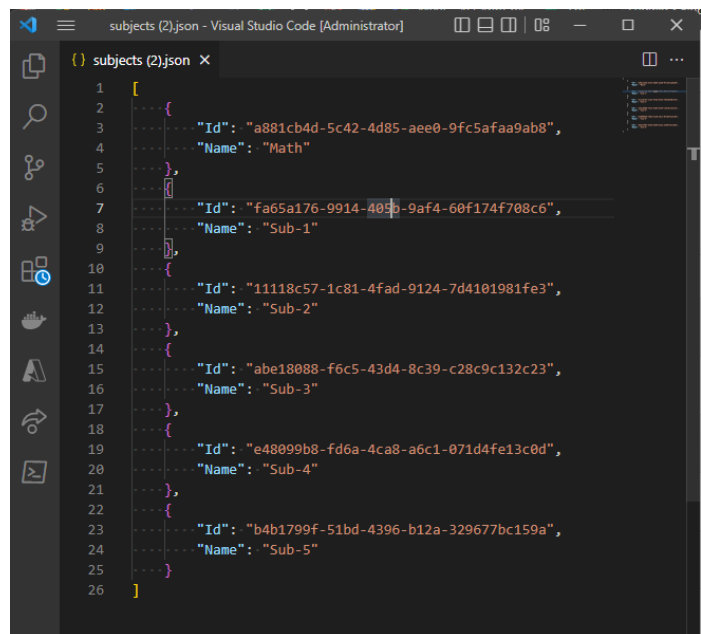 subjects (2).json - Visual Studio Code [Administrator]
{ } subjects (2).json
1 [
2 {
3 "Id": "a881cb4d-5c42-4d85-aee0-9fc5afaa9ab8",
4 "Name": "Math"
5 },
6 {
7 "Id": "fa65a176-9914-405b-9af4-60f174f708c6",
8 "Name": "Sub-1"
9 },
10 {
11 "Id": "11118c57-1c81-4fad-9124-7d4101981fe3",
12 "Name": "Sub-2"
13 },
14 {
15 "Id": "abe18088-f6c5-43d4-8c39-c28c9c132c23",
16 "Name": "Sub-3"
17 },
18 {
19 "Id": "e48099b8-fd6a-4ca8-a6c1-071d4fe13c0d",
20 "Name": "Sub-4"
21 },
22 {
23 "Id": "b4b1799f-51bd-4396-b12a-329677bc159a",
24 "Name": "Sub-5"
25 }
26 ]